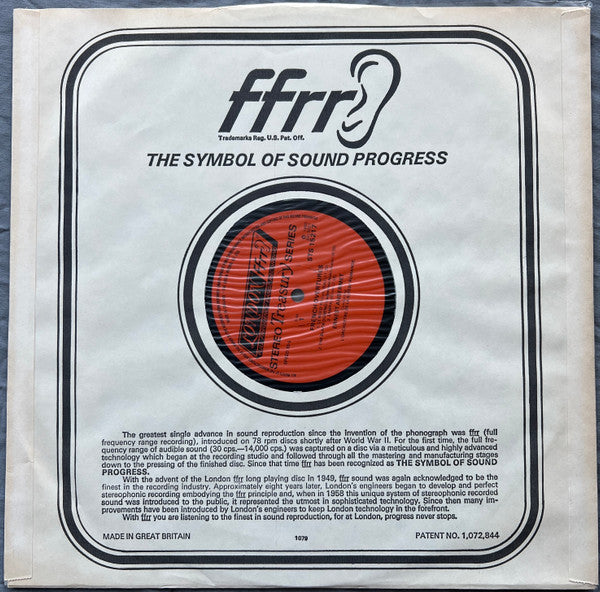 ffrr
Trademarks Reg. U.S. Pat. Off.
THE SYMBOL OF SOUND PROGRESS
LONDON ffrr
STEREO Treasury SERIES
STS 15217
The greatest single advance in sound reproduction since the invention of the phonograph was ffrr (full
frequency range recording), introduced on 78 rpm discs shortly after World War II. For the first time, the full fre-
quency range of audible sound (30 cps.—14,000 cps.) was captured on a disc via a meticulous and highly advanced
technology which began at the recording studio and followed through all the mastering and manufacturing stages
down to the pressing of the finished disc. Since that time ffrr has been recognized as THE SYMBOL OF SOUND
PROGRESS.
With the advent of the London ffrr long playing disc in 1949, ffrr sound was again acknowledged to be the
finest in the recording industry. Approximately eight years later, London's engineers began to develop and perfect
stereophonic recording embodying the ffrr principle and, when in 1958 this unique system of stereophonic recorded
sound was introduced to the public, it represented the utmost in sophisticated technology. Since then many im-
provements have been introduced by London's engineers to keep London technology in the forefront.
With ffrr you are listening to the finest in sound reproduction, for at London, progress never stops.
MADE IN GREAT BRITAIN
1079
PATENT NO. 1,072,844